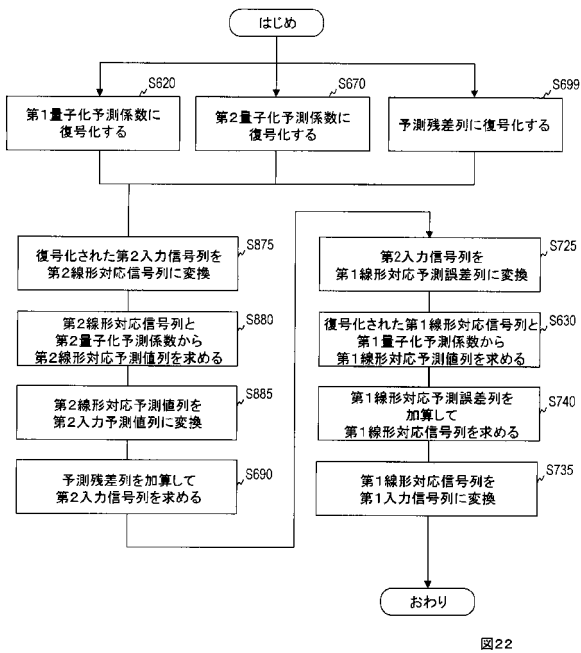 はじめ
S620
第1量子化予測係数に
復号化する
S670
第2量子化予測係数に
復号化する
S699
予測残差列に復号化する
S875
復号化された第2入力信号列を
第2線形対応信号列に変換
S880
第2線形対応信号列と
第2量子化予測係数から
第2線形対応予測値列を求める
S885
第2線形対応予測値列を
第2入力予測値列に変換
S690
予測残差列を加算して
第2入力信号列を求める
S725
第2入力信号列を
第1線形対応予測誤差列に変換
S630
復号化された第1線形対応信号列と
第1量子化予測係数から
第1線形対応予測値列を求める
S740
第1線形対応予測誤差列を
加算して
第1線形対応信号列を求める
S735
第1線形対応信号列を
第1入力信号列に変換
おわり
図22